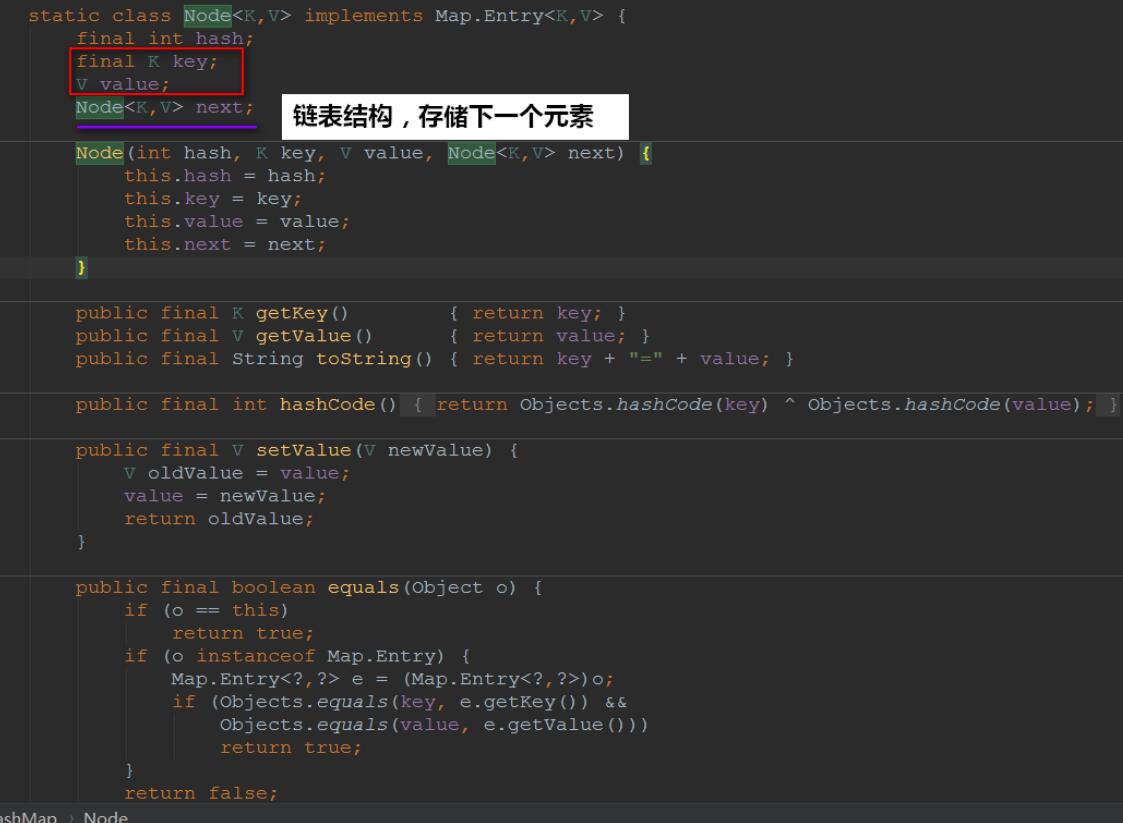 static class Node<K,V> implements Map.Entry<K,V> {
final int hash;
final K key;
V value;
Node<K,V> next;
链表结构，存储下一个元素
Node(int hash, K key, V value, Node<K,V> next) {
this.hash = hash;
this.key = key;
this.value = value;
this.next = next;
}
public final K getKey() { return key; }
public final V getValue() { return value; }
public final String toString() { return key + "=" + value; }
public final int hashCode() { return Objects.hashCode(key) ^ Objects.hashCode(value); }
public final V setValue(V newValue) {
V oldValue = value;
value = newValue;
return oldValue;
}
public final boolean equals(Object o) {
if (o == this)
return true;
if (o instanceof Map.Entry) {
Map.Entry<?,?> e = (Map.Entry<?,?>)o;
if (Objects.equals(key, e.getKey()) &&
Objects.equals(value, e.getValue()))
return true;
}
return false;
ashMap › Node